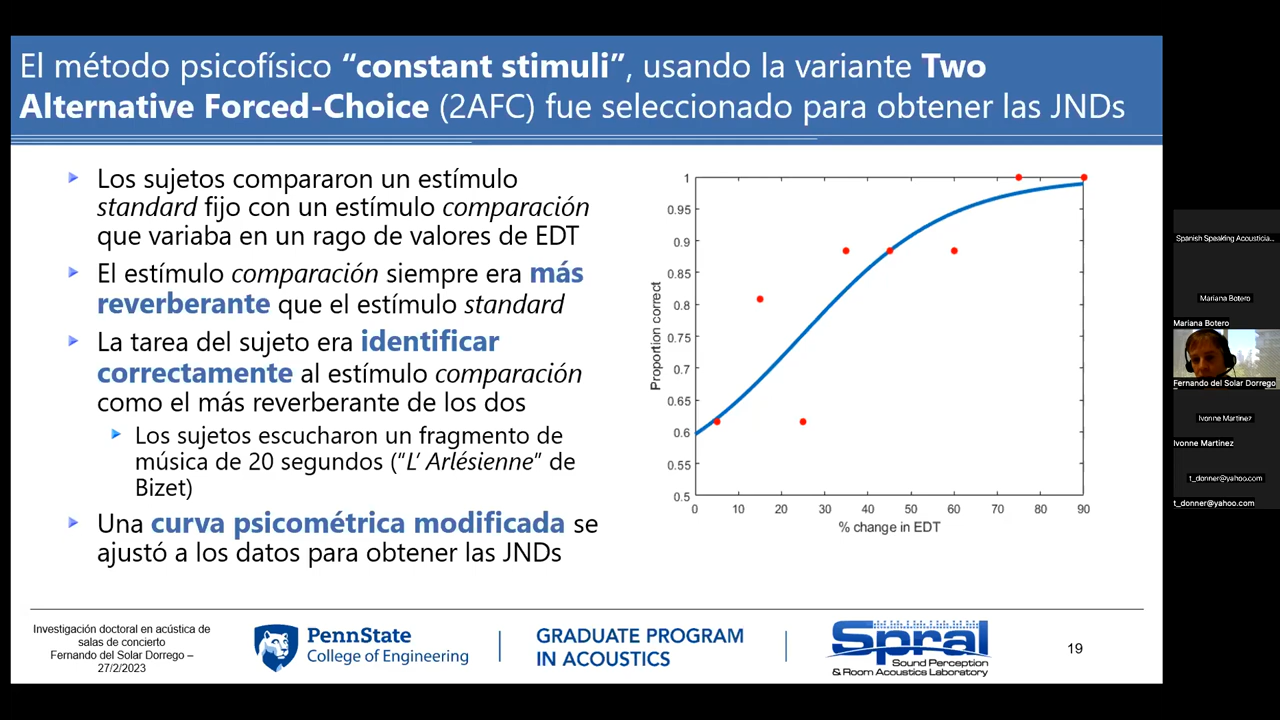 El método psicofísico “constant stimuli”, usando la variante Two
Alternative Forced-Choice (2AFC) fue seleccionado para obtener las JNDs
Los sujetos compararon un estímulo
standard fijo con un estímulo comparación
que variaba en un rago de valores de EDT
El estímulo comparación siempre era más
reverberante que el estímulo standard
La tarea del sujeto era identificar
correctamente al estímulo comparación
como el más reverberante de los dos
Los sujetos escucharon un fragmento de
música de 20 segundos (“L’ Arlésienne” de
Bizet)
Una curva psicométrica modificada se
ajustó a los datos para obtener las JNDs
Proportion correct
1
0.95
0.9
0.85
0.8
0.75
0.7
0.65
0.6
0.55
0.5
0 10 20 30 40 50 60 70 80 90
% change in EDT
Investigación doctoral en acústica de
salas de concierto
Fernando del Solar Dorrego –
27/2/2023
PennState
College of Engineering
GRADUATE PROGRAM
IN ACOUSTICS
Spral
Sound Perception
& Room Acoustics Laboratory
19
Spanish Speaking Acousticia...
Mariana Botero
Mariana Botero
Fernando del Solar Dorrego
Ivonne Martinez
Ivonne Martinez
t_donner@yahoo.com
t_donner@yahoo.com